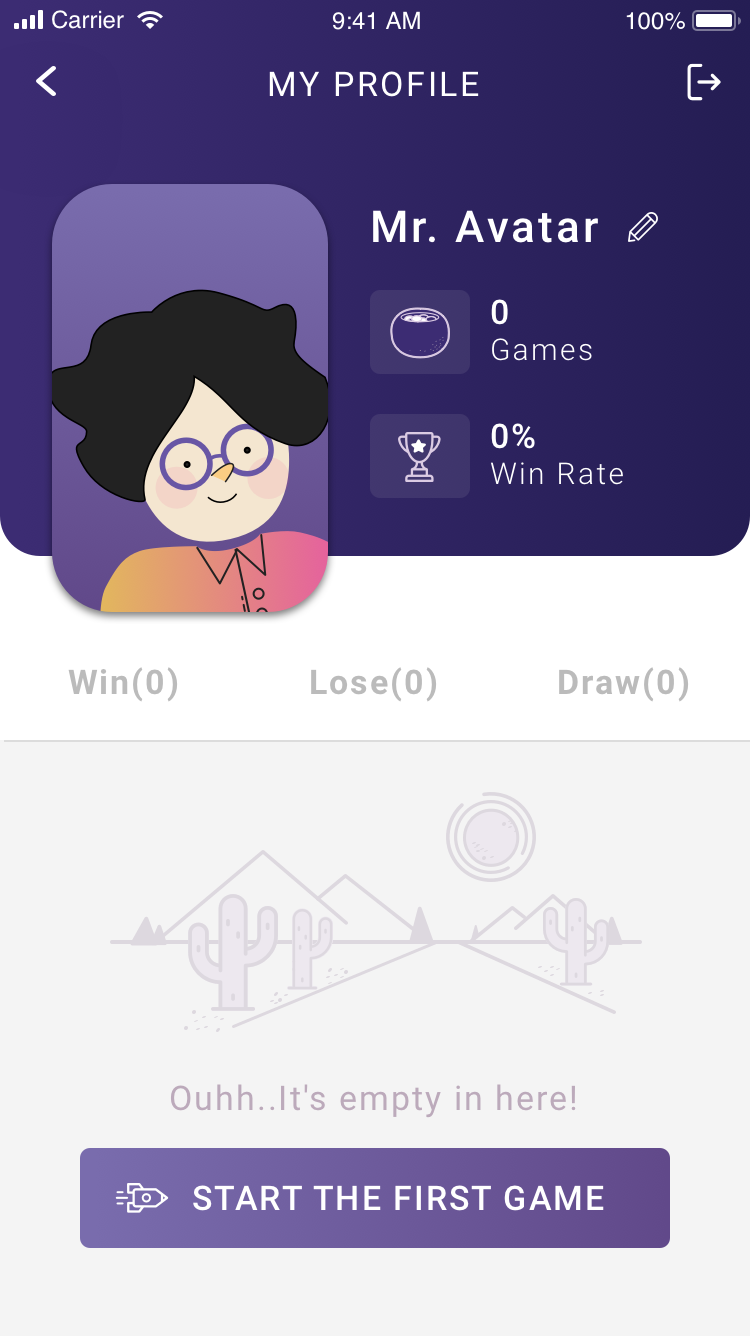 Carrier 9:41 AM 100%
MY PROFILE
Mr. Avatar
0
Games
0%
Win Rate
Win(0) Lose(0) Draw(0)
Ouhh..It's empty in here!
START THE FIRST GAME